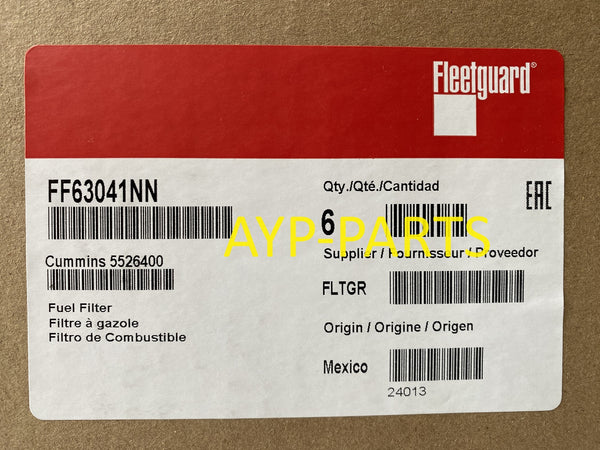 Fleetguard®
FF63041NN
Cummins 5526400
Fuel Filter
Filtre à gazole
Filtro de Combustible
Qty./Qté./Cantidad
6
EAC
Supplier / Fournisseur / Proveedor
FLTGR
Origin / Origine / Origen
Mexico
24013
AYP-PARTS